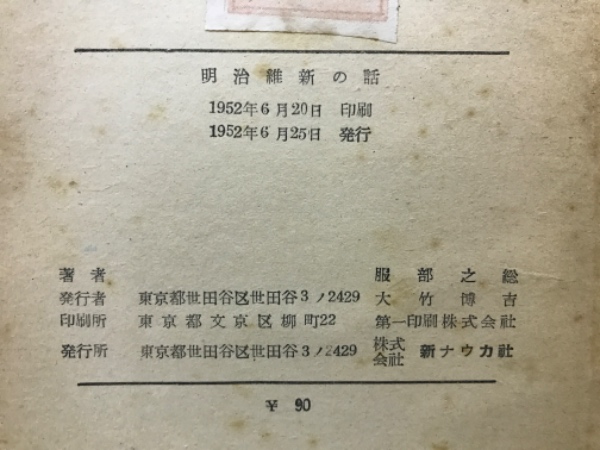 明治維新の話
1952年6月20日 印刷
1952年6月25日 発行
著者 服部之総
発行者 東京都世田谷区世田谷3ノ2429 大竹博吉
印刷所 東京都文京区柳町22 第一印刷株式会社
発行所 東京都世田谷区世田谷3ノ2429 株式会社 新ナウカ社
¥ 90